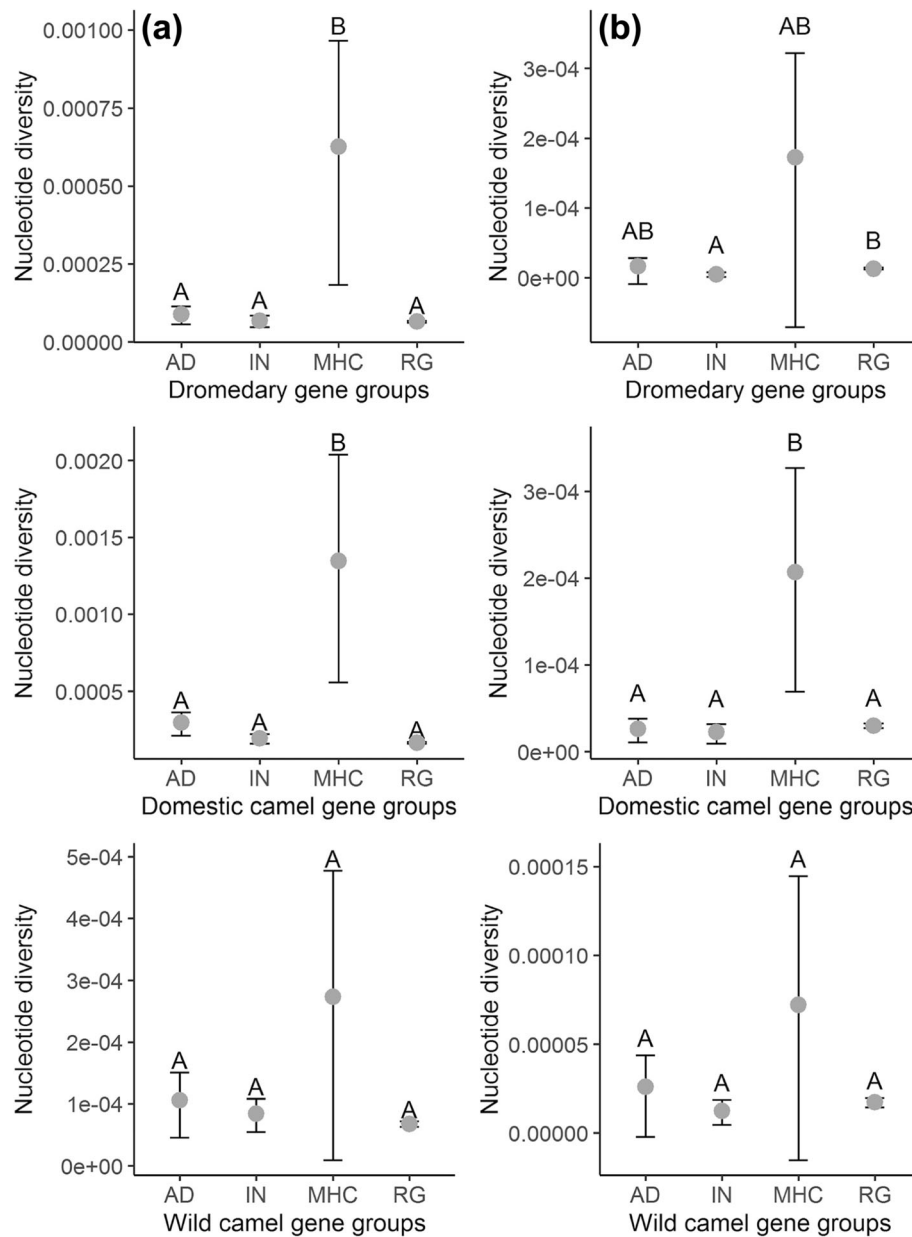 (a)
Nucleotide diversity
0.00100
0.00075
0.00050
0.00025
0.00000
A
A
B
A
AD IN MHC RG
Dromedary gene groups
(b)
Nucleotide diversity
3e-04
2e-04
1e-04
0e+00
AB
A
AB
B
AD IN MHC RG
Dromedary gene groups
Nucleotide diversity
0.0020
0.0015
0.0010
0.0005
A
A
B
A
AD IN MHC RG
Domestic camel gene groups
Nucleotide diversity
3e-04
2e-04
1e-04
0e+00
A
A
B
A
AD IN MHC RG
Domestic camel gene groups
Nucleotide diversity
5e-04
4e-04
3e-04
2e-04
1e-04
0e+00
A
A
A
A
AD IN MHC RG
Wild camel gene groups
Nucleotide diversity
0.00015
0.00010
0.00005
0.00000
A
A
A
A
AD IN MHC RG
Wild camel gene groups